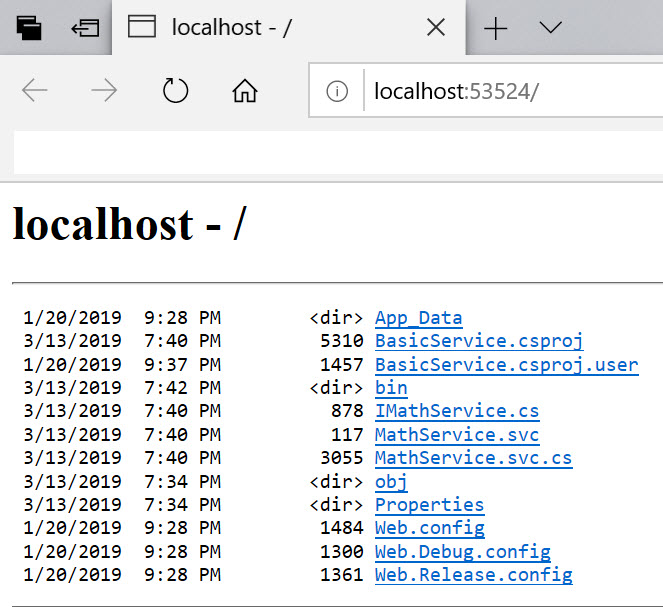 localhost - /
localhost:53524/
localhost - /
1/20/2019 9:28 PM <dir> App_Data
3/13/2019 7:40 PM 5310 BasicService.csproj
1/20/2019 9:37 PM 1457 BasicService.csproj.user
3/13/2019 7:42 PM <dir> bin
3/13/2019 7:40 PM 878 IMathService.cs
3/13/2019 7:40 PM 117 MathService.svc
3/13/2019 7:40 PM 3055 MathService.svc.cs
3/13/2019 7:34 PM <dir> obj
3/13/2019 7:34 PM <dir> Properties
1/20/2019 9:28 PM 1484 Web.config
1/20/2019 9:28 PM 1300 Web.Debug.config
1/20/2019 9:28 PM 1361 Web.Release.config